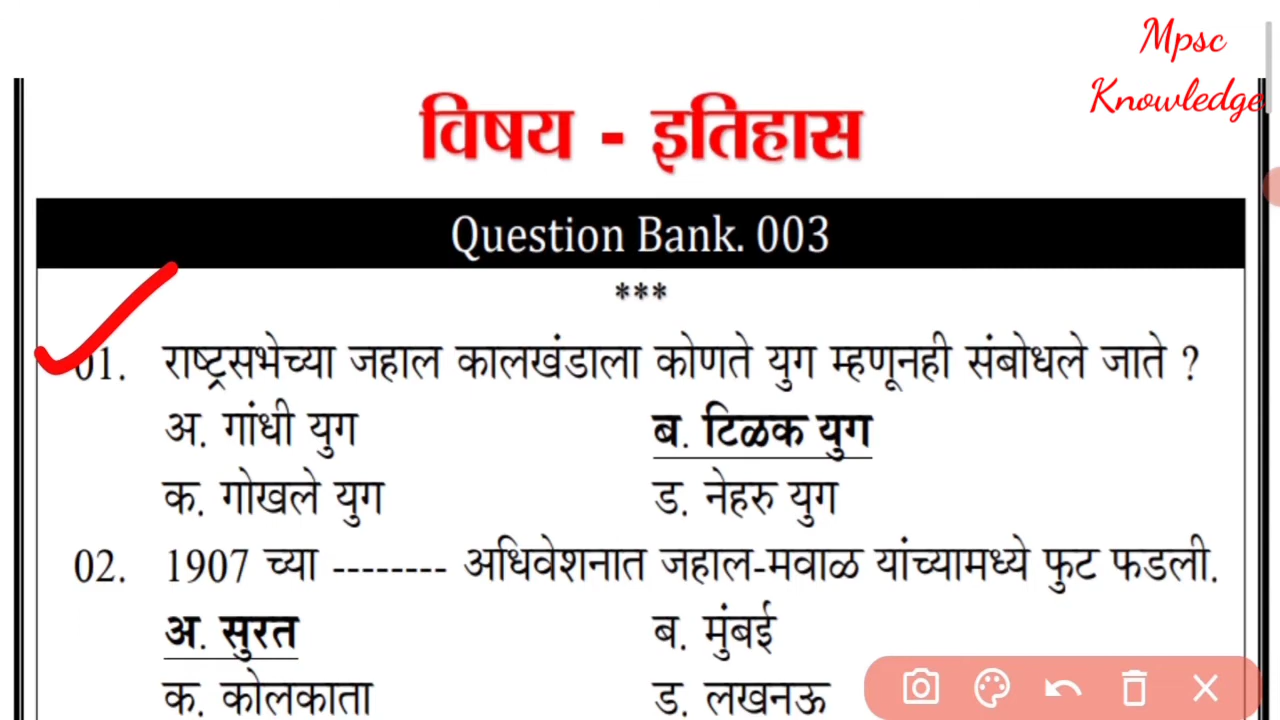 Mpsc
Knowledge
विषय - इतिहास
Question Bank. 003
***
01. राष्ट्रसभेच्या जहाल कालखंडाला कोणते युग म्हणूनही संबोधले जाते ?
अ. गांधी युग ब. टिळक युग
क. गोखले युग ड. नेहरु युग
02. 1907 च्या -------- अधिवेशनात जहाल-मवाळ यांच्यामध्ये फुट फडली.
अ. सुरत ब. मुंबई
क. कोलकाता ड. लखनऊ